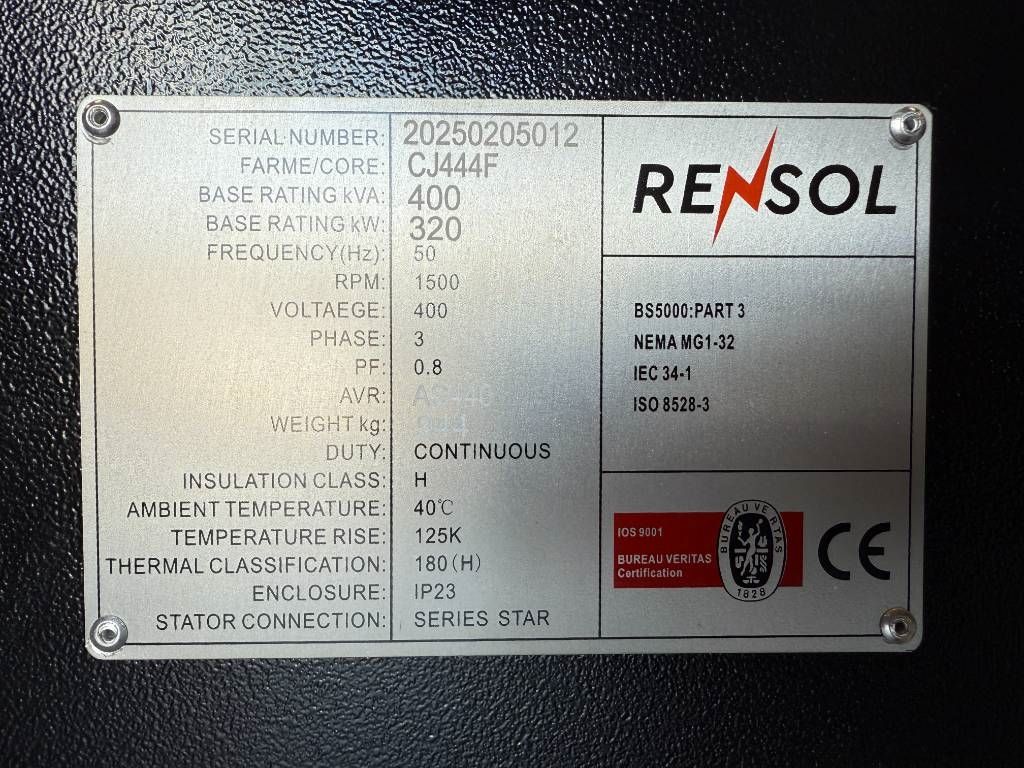 SERIAL NUMBER: 20250205012
FARME/CORE: CJ444F
BASE RATING kVA: 400
BASE RATING kW: 320
FREQUENCY(Hz): 50
RPM: 1500
VOLTAEGE: 400
PHASE: 3
PF: 0.8
AVR:
WEIGHT kg:
DUTY: CONTINUOUS
INSULATION CLASS: H
AMBIENT TEMPERATURE: 40℃
TEMPERATURE RISE: 125K
THERMAL CLASSIFICATION: 180(H)
ENCLOSURE: IP23
STATOR CONNECTION: SERIES STAR
RENSOL
BS5000:PART 3
NEMA MG1-32
IEC 34-1
ISO 8528-3
IOS 9001
BUREAU VERITAS
Certification
BUREAU VERITAS
1828
CE